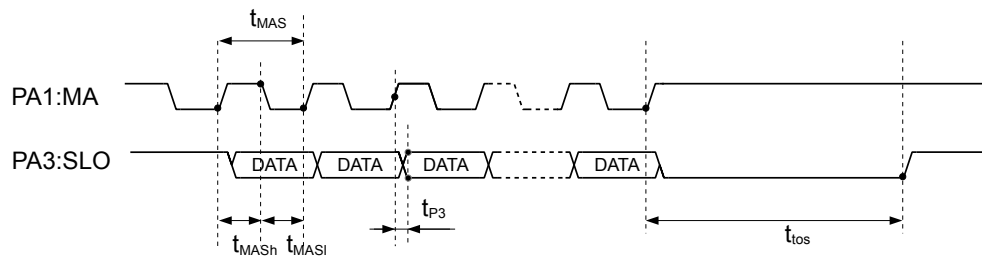 tMAS
PA1:MA
PA3:SLO
DATA DATA DATA DATA
tP3
tMASh tMASl
ttos